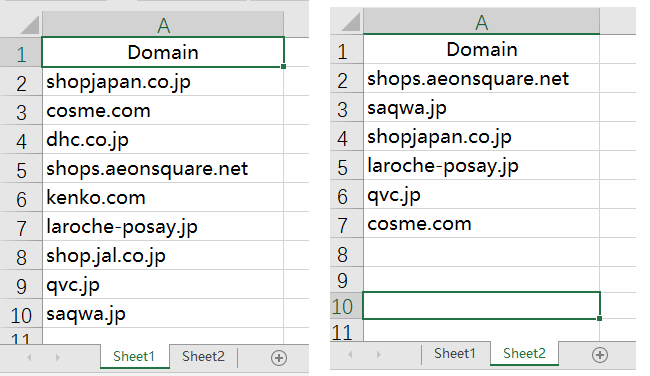 A
1 Domain
2 shopjapan.co.jp
3 cosme.com
4 dhc.co.jp
5 shops.aeonsquare.net
6 kenko.com
7 laroche-posay.jp
8 shop.jal.co.jp
9 qvc.jp
10 saqwa.jp
11
Sheet1 Sheet2
A
1 Domain
2 shops.aeonsquare.net
3 saqwa.jp
4 shopjapan.co.jp
5 laroche-posay.jp
6 qvc.jp
7 cosme.com
8
9
10
11
Sheet1 Sheet2